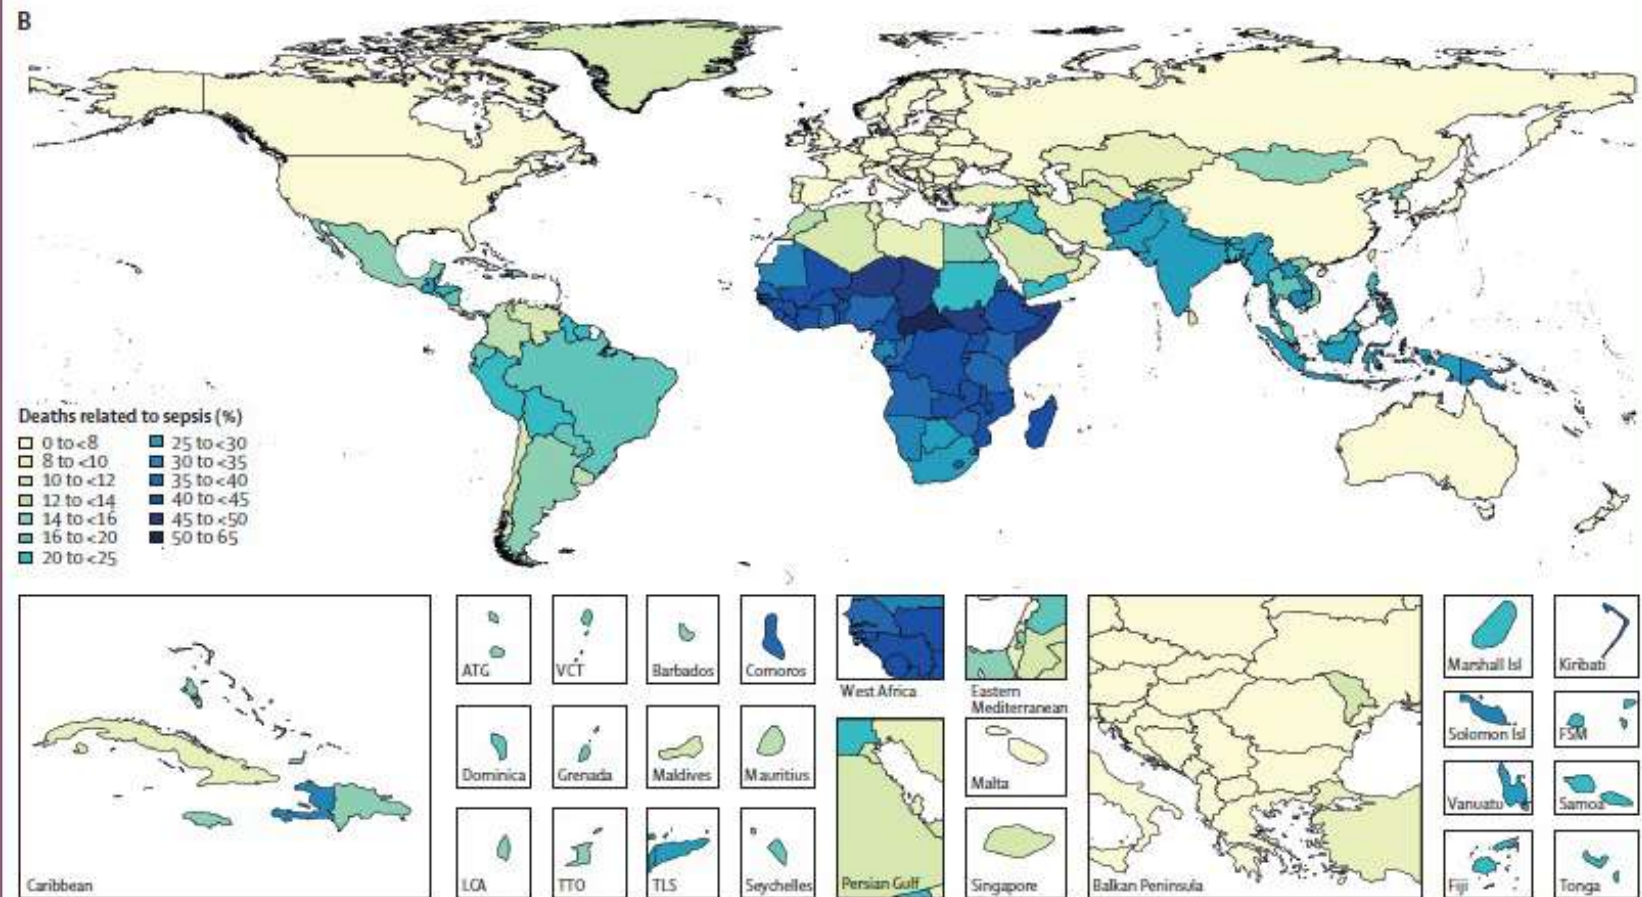 B
Deaths related to sepsis (%)
0 to <8
8 to <10
10 to <12
12 to <14
14 to <16
16 to <20
20 to <25
25 to <30
30 to <35
35 to <40
40 to <45
45 to <50
50 to 65
Caribbean
ATG
VCT
Barbados
Comoros
Dominica
Grenada
Maldives
Mauritius
LCA
TTO
TLS
Seychelles
West Africa
Eastern
Mediterranean
Persian Gulf
Malta
Singapore
Balkan Peninsula
Marshall Isl
Kiribati
Solomon Isl
FSM
Vanuatu
Samoa
Fiji
Tonga